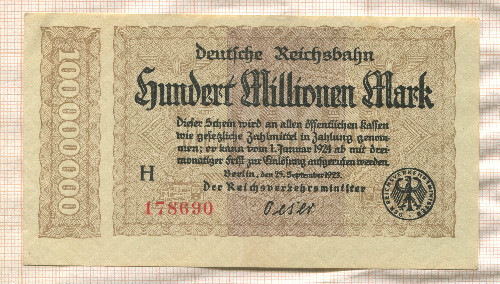 100000000
Deutsche Reichsbahn
Hundert Millionen Mark
Dieser Schein wird an allen öffentlichen Kassen
wie gesetzliche Zahlmittel in Zahlung genom-
men; er kann vom 1. Januar 1924 ab mit drei-
monatiger Frist zur Einlösung aufgerufen werden.
Berlin, den 25. September 1923.
Der Reichsverkehrsminister
H
178690
Oeser